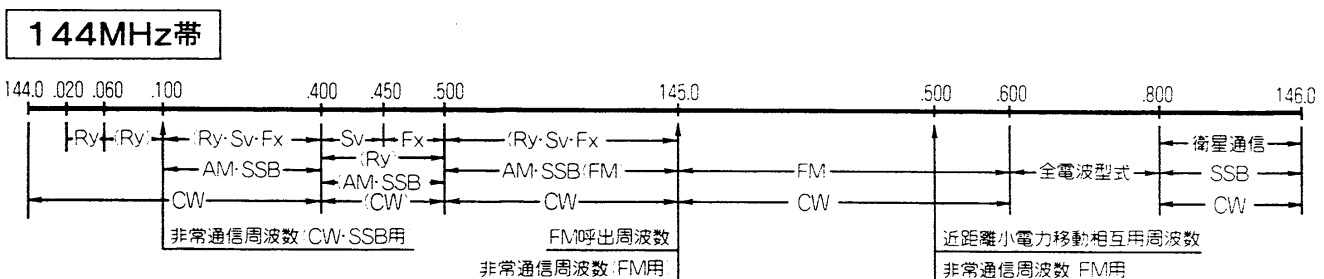 144MHz帯
144.0 .020 .060 .100 .400 .450 .500 145.0 .500 .600 .800 146.0
Ry (Ry) (Ry・Sv・Fx Sv Fx (Ry・Sv・Fx 衛星通信
(Ry)
AM・SSB (AM・SSB AM・SSB(FM) FM 全電波型式 SSB
CW (CW) CW CW CW
非常通信周波数(CW・SSB用) FM呼出周波数 近距離小電力移動相互用周波数
非常通信周波数(FM用) 非常通信周波数 FM用